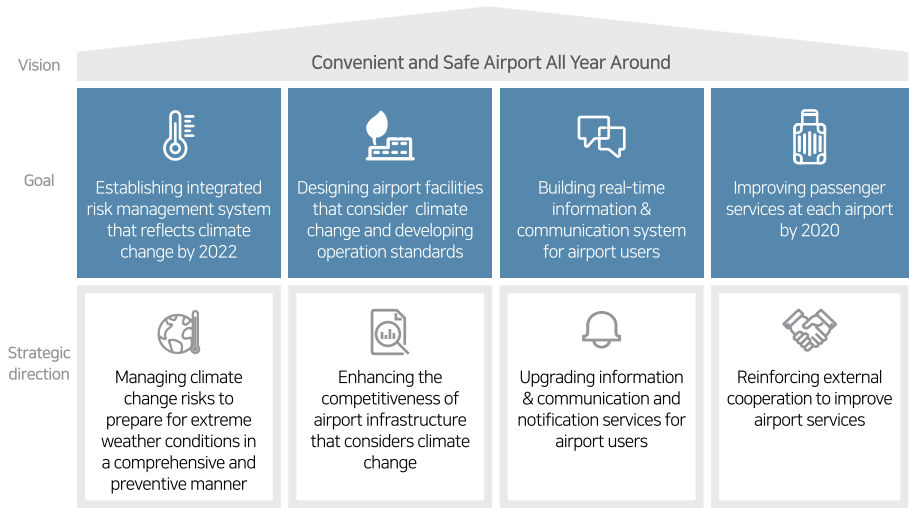 Vision
Convenient and Safe Airport All Year Around
Goal
Establishing integrated
risk management system
that reflects climate
change by 2022
Designing airport facilities
that consider climate
change and developing
operation standards
Building real-time
information &
communication system
for airport users
Improving passenger
services at each airport
by 2020
Strategic
direction
Managing climate
change risks to
prepare for extreme
weather conditions in
a comprehensive and
preventive manner
Enhancing the
competitiveness of
airport infrastructure
that considers climate
change
Upgrading information
& communication and
notification services for
airport users
Reinforcing external
cooperation to improve
airport services